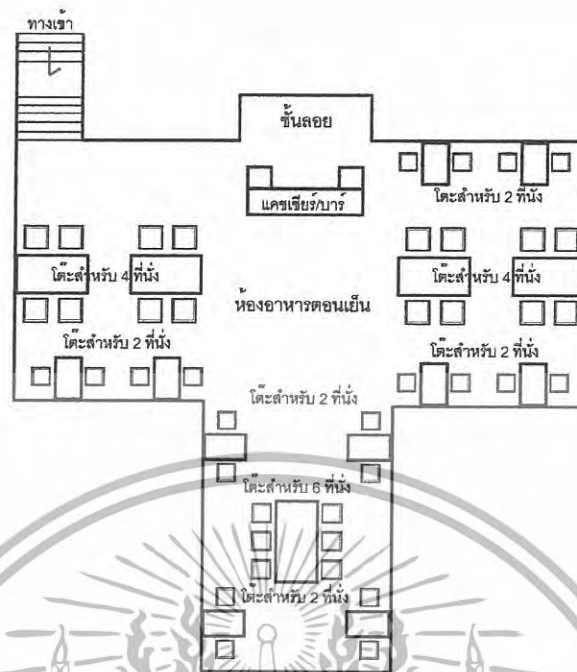 ทางเข้า
ชั้นลอย
แคชเชียร์/บาร์
โต๊ะสำหรับ 2 ที่นั่ง
โต๊ะสำหรับ 4 ที่นั่ง
โต๊ะสำหรับ 4 ที่นั่ง
ห้องอาหารตอนเย็น
โต๊ะสำหรับ 2 ที่นั่ง
โต๊ะสำหรับ 2 ที่นั่ง
โต๊ะสำหรับ 2 ที่นั่ง
โต๊ะสำหรับ 6 ที่นั่ง
โต๊ะสำหรับ 2 ที่นั่ง